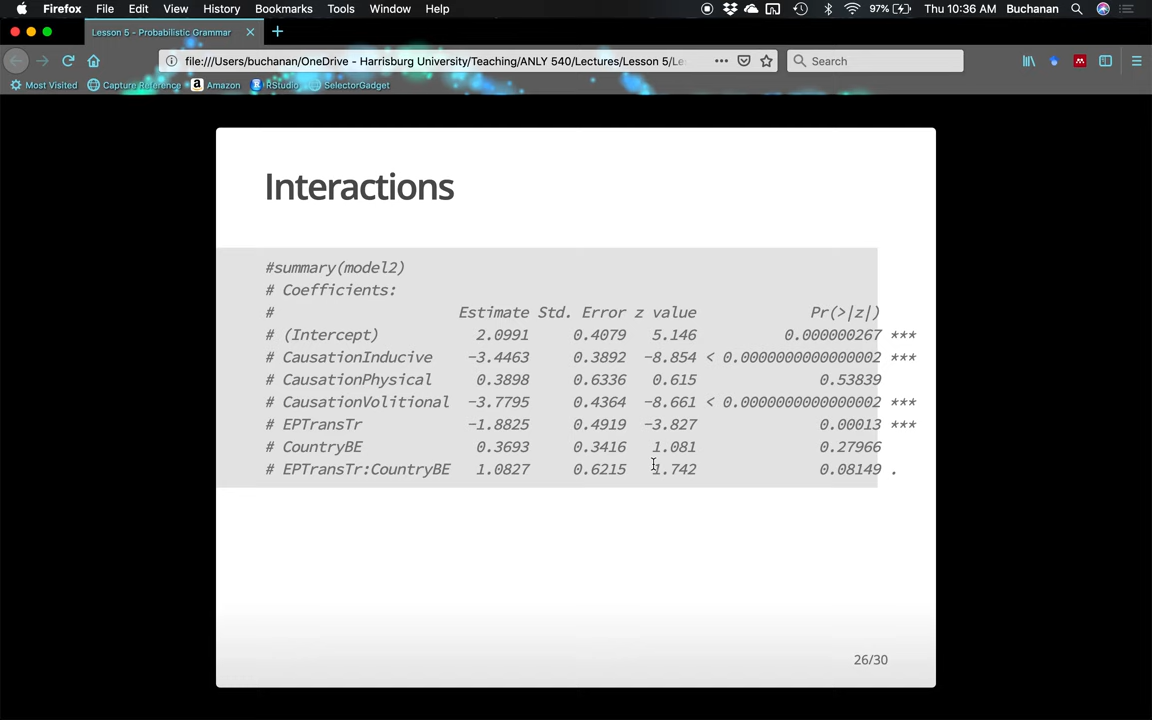 Firefox File Edit View History Bookmarks Tools Window Help 97% Thu 10:36 AM Buchanan
Lesson 5 - Probabilistic Grammar
file:///Users/buchanan/OneDrive - Harrisburg University/Teaching/ANLY 540/Lectures/Lesson 5/Le Search
Most Visited Capture Reference Amazon RStudio SelectorGadget
Interactions
#summary(model2)
# Coefficients:
# Estimate Std. Error z value Pr(>|z|)
# (Intercept) 2.0991 0.4079 5.146 0.000000267 ***
# CausationInducive -3.4463 0.3892 -8.854 < 0.0000000000000002 ***
# CausationPhysical 0.3898 0.6336 0.615 0.53839
# CausationVolitional -3.7795 0.4364 -8.661 < 0.0000000000000002 ***
# EPTransTr -1.8825 0.4919 -3.827 0.00013 ***
# CountryBE 0.3693 0.3416 1.081 0.27966
# EPTransTr:CountryBE 1.0827 0.6215 1.742 0.08149 .
26/30